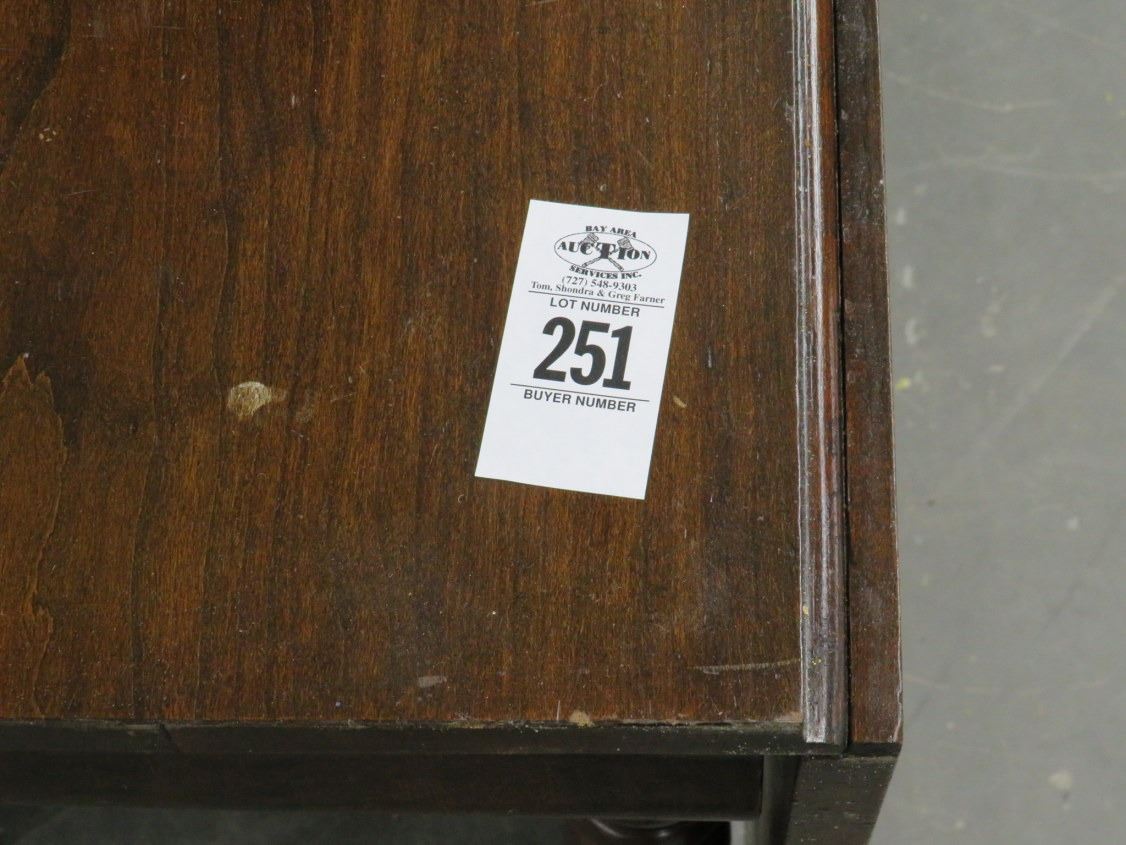 BAY AREA
AUCTION
SERVICES INC.
(727) 548-9303
Tom, Shondra & Greg Farner
LOT NUMBER
251
BUYER NUMBER